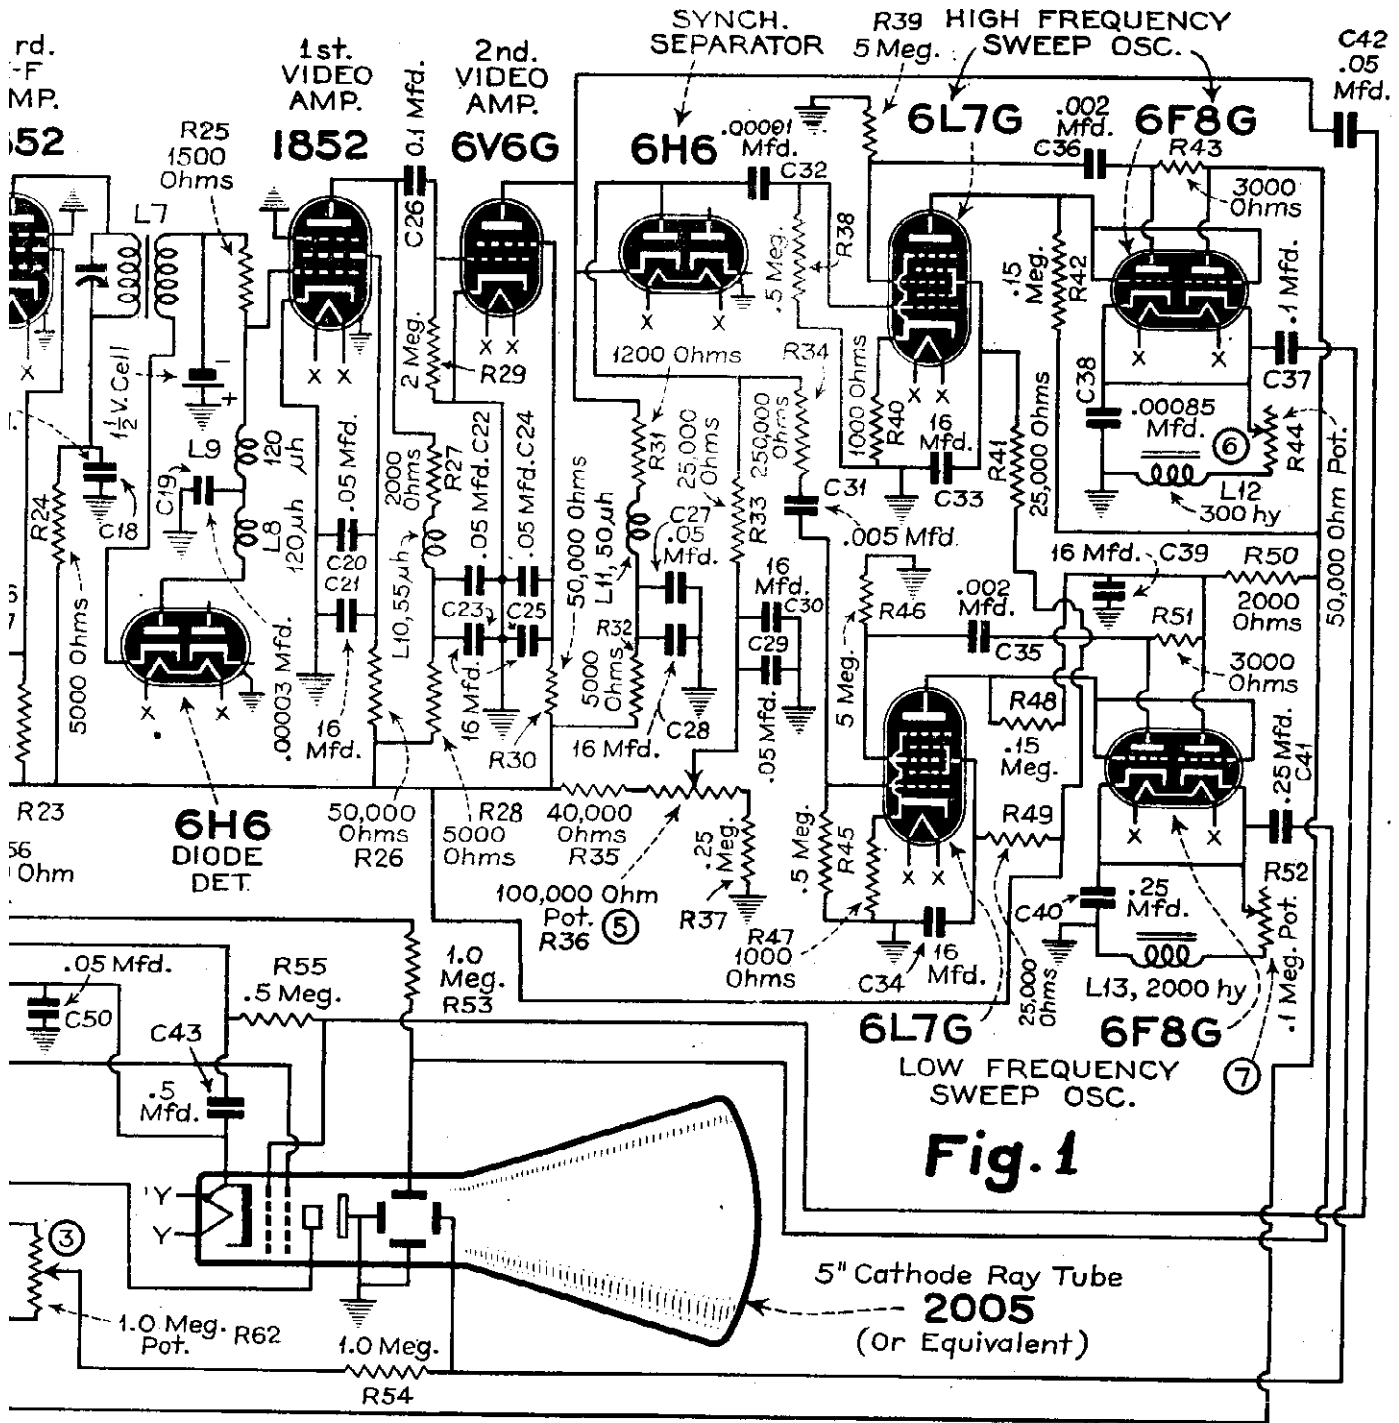 rd.
-F
MP.
1st.
VIDEO
AMP.
1852
2nd.
VIDEO
AMP.
6V6G
SYNCH.
SEPARATOR
6H6
R39
5 Meg.
HIGH FREQUENCY
SWEEP OSC.
6L7G
6F8G
C42
.05
Mfd.
R25
1500
Ohms
C26
0.1 Mfd.
.00001
Mfd.
C32
.002
Mfd.
C36
R43
3000
Ohms
L7
1½ V. Cell
-
+
X X
2 Meg.
R29
1200 Ohms
.5 Meg.
R38
R34
.15
Meg.
R42
.1 Mfd.
C37
C38
.00085
Mfd.
6
R44
50,000 Ohm Pot.
L12
300 hy
L9
120
µh
C19
L8
120µh
R24
C18
5000 Ohms
.00003 Mfd.
.05 Mfd.
C20
C21
16
Mfd.
2000
Ohms
R27
L10, 55µh
.05 Mfd. C22
.05 Mfd. C24
C23
C25
16 Mfd.
50,000 Ohms
R30
R31
L11, 50µh
25,000
Ohms
R33
250,000
Ohms
C27
.05
Mfd.
R32
5000
Ohms
16 Mfd.
C28
C31
.005 Mfd.
1000 Ohms
R40
16
Mfd.
C33
R41
25,000 Ohms
16
Mfd.
C30
C29
.05 Mfd.
R46
5 Meg.
.002
Mfd.
C35
16 Mfd.
C39
R50
2000
Ohms
R51
3000
Ohms
R48
.15
Meg.
R49
.25 Mfd.
C41
R23
Ohm
6H6
DIODE
DET.
50,000
Ohms
R26
R28
5000
Ohms
40,000
Ohms
R35
100,000 Ohm
Pot.
R36
5
.25
Meg.
R37
.5 Meg.
R45
R47
1000
Ohms
C34
16
Mfd.
25,000
Ohms
C40
.25
Mfd.
R52
.1 Meg. Pot.
L13, 2000 hy
7
6L7G
6F8G
LOW FREQUENCY
SWEEP OSC.
Fig. 1
.05 Mfd.
C50
R55
.5 Meg.
1.0
Meg.
R53
C43
.5
Mfd.
Y
Y
3
1.0 Meg.
Pot.
R62
1.0 Meg.
R54
5" Cathode Ray Tube
2005
(Or Equivalent)